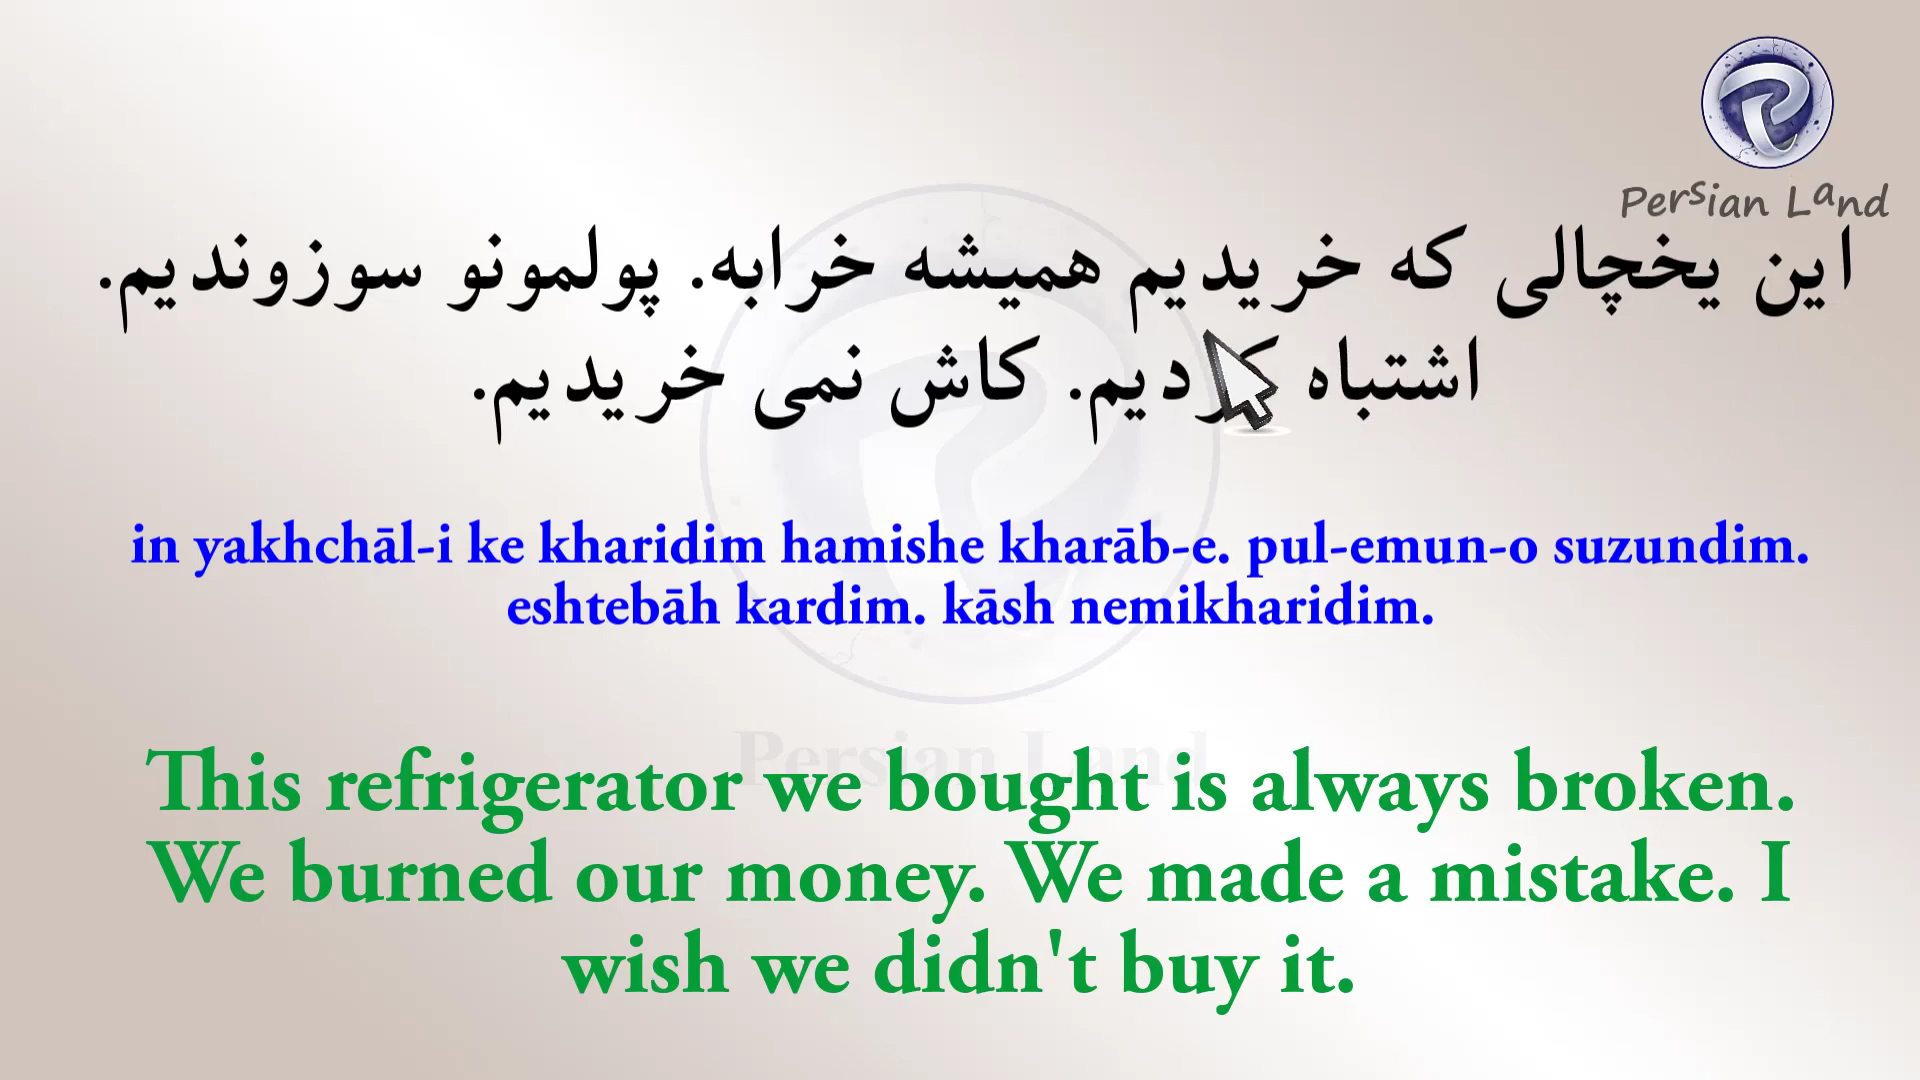 Persian Land
این یخچالی که خریدیم همیشه خرابه. پولمونو سوزوندیم.
اشتباه کردیم. کاش نمی خریدیم.
in yakhchāl-i ke kharidim hamishe kharāb-e. pul-emun-o suzundim.
eshtebāh kardim. kāsh nemikharidim.
Persian Land
This refrigerator we bought is always broken.
We burned our money. We made a mistake. I
wish we didn't buy it.